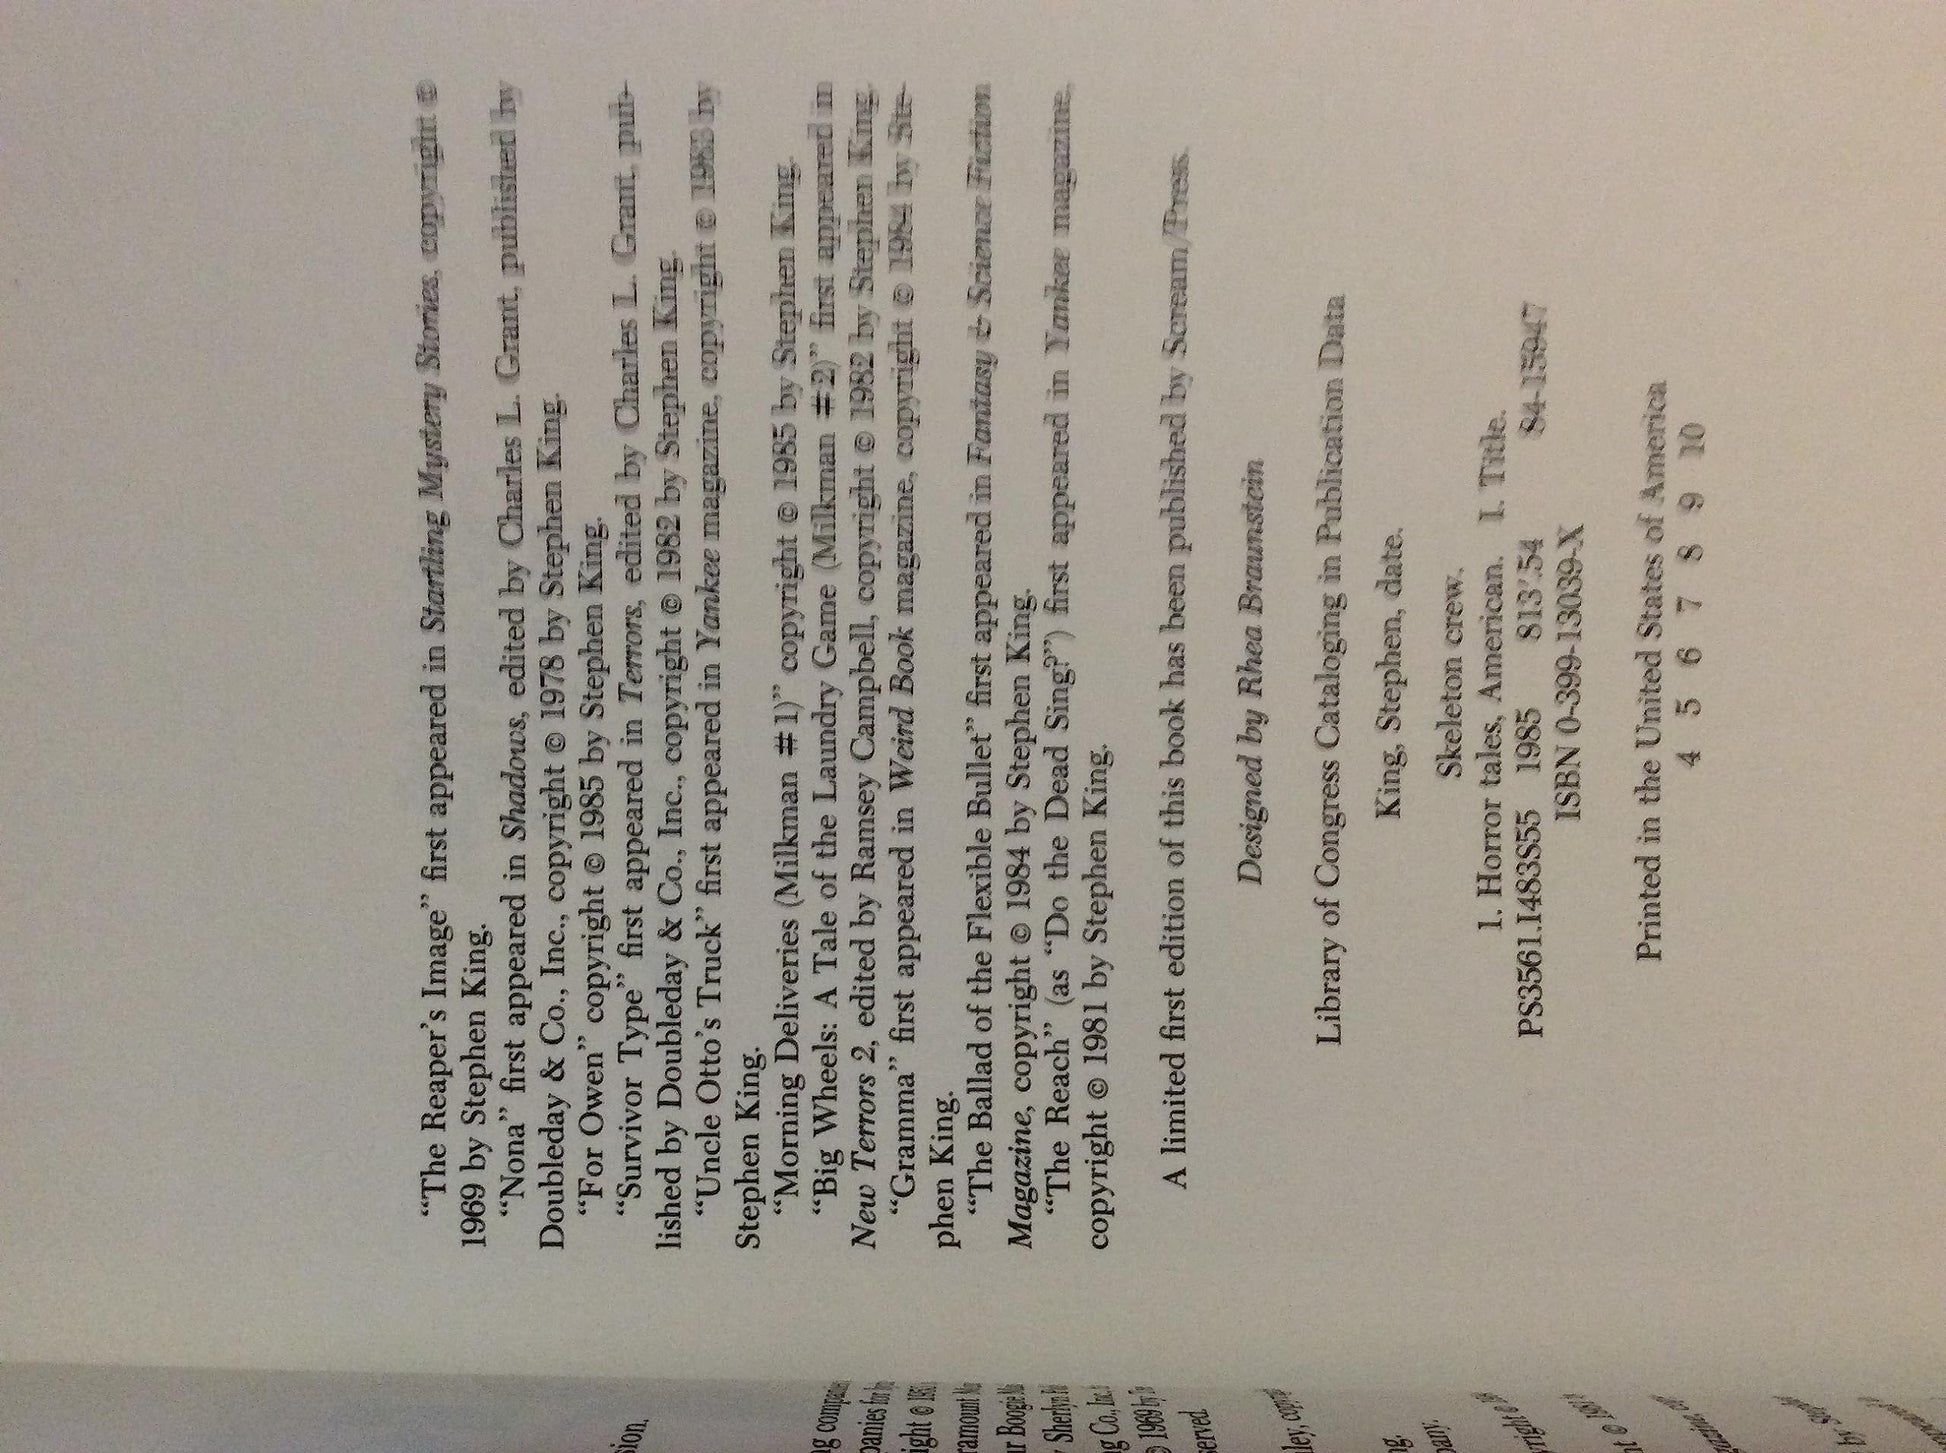 “The Reaper’s Image” first appeared in Startling Mystery Stories, copyright ©
1969 by Stephen King.
“Nona” first appeared in Shadows, edited by Charles L. Grant, published by
Doubleday & Co., Inc., copyright © 1978 by Stephen King.
“For Owen” copyright © 1985 by Stephen King.
“Survivor Type” first appeared in Terrors, edited by Charles L. Grant, pub-
lished by Doubleday & Co., Inc., copyright © 1982 by Stephen King.
“Uncle Otto’s Truck” first appeared in Yankee magazine, copyright © 1983 by
Stephen King.
“Morning Deliveries (Milkman #1)” copyright © 1985 by Stephen King.
“Big Wheels: A Tale of the Laundry Game (Milkman #2)” first appeared in
New Terrors 2, edited by Ramsey Campbell, copyright © 1982 by Stephen King.
“Gramma” first appeared in Weird Book magazine, copyright © 1984 by Ste-
phen King.
“The Ballad of the Flexible Bullet” first appeared in Fantasy & Science Fiction
Magazine, copyright © 1984 by Stephen King.
“The Reach” (as “Do the Dead Sing?”) first appeared in Yankee magazine,
copyright © 1981 by Stephen King.
A limited first edition of this book has been published by Scream/Press.
Designed by Rhea Braunstein
Library of Congress Cataloging in Publication Data
King, Stephen, date.
Skeleton crew.
1. Horror tales, American. I. Title.
PS3561.I483S55 1985 813'.54 84-15947
ISBN 0-399-13039-X
Printed in the United States of America
4 5 6 7 8 9 10
sion.
© 1969 by
served.